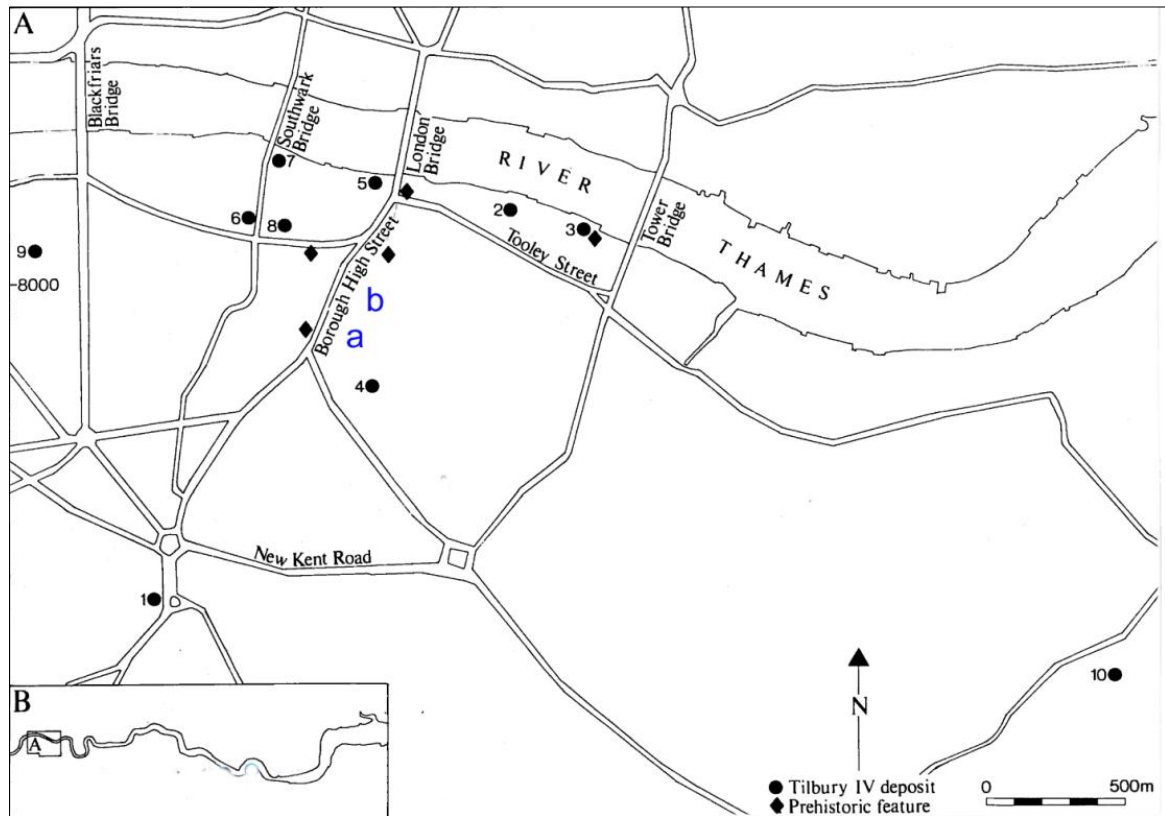 A
Blackfriars
Bridge
Southwark
Bridge
London
Bridge
RIVER
THAMES
Tower
Bridge
Tooley Street
Borough High Street
7
5
6
8
2
3
9
-8000
b
a
4
New Kent Road
1
10
N
B
A
Tilbury IV deposit
Prehistoric feature
0
500m